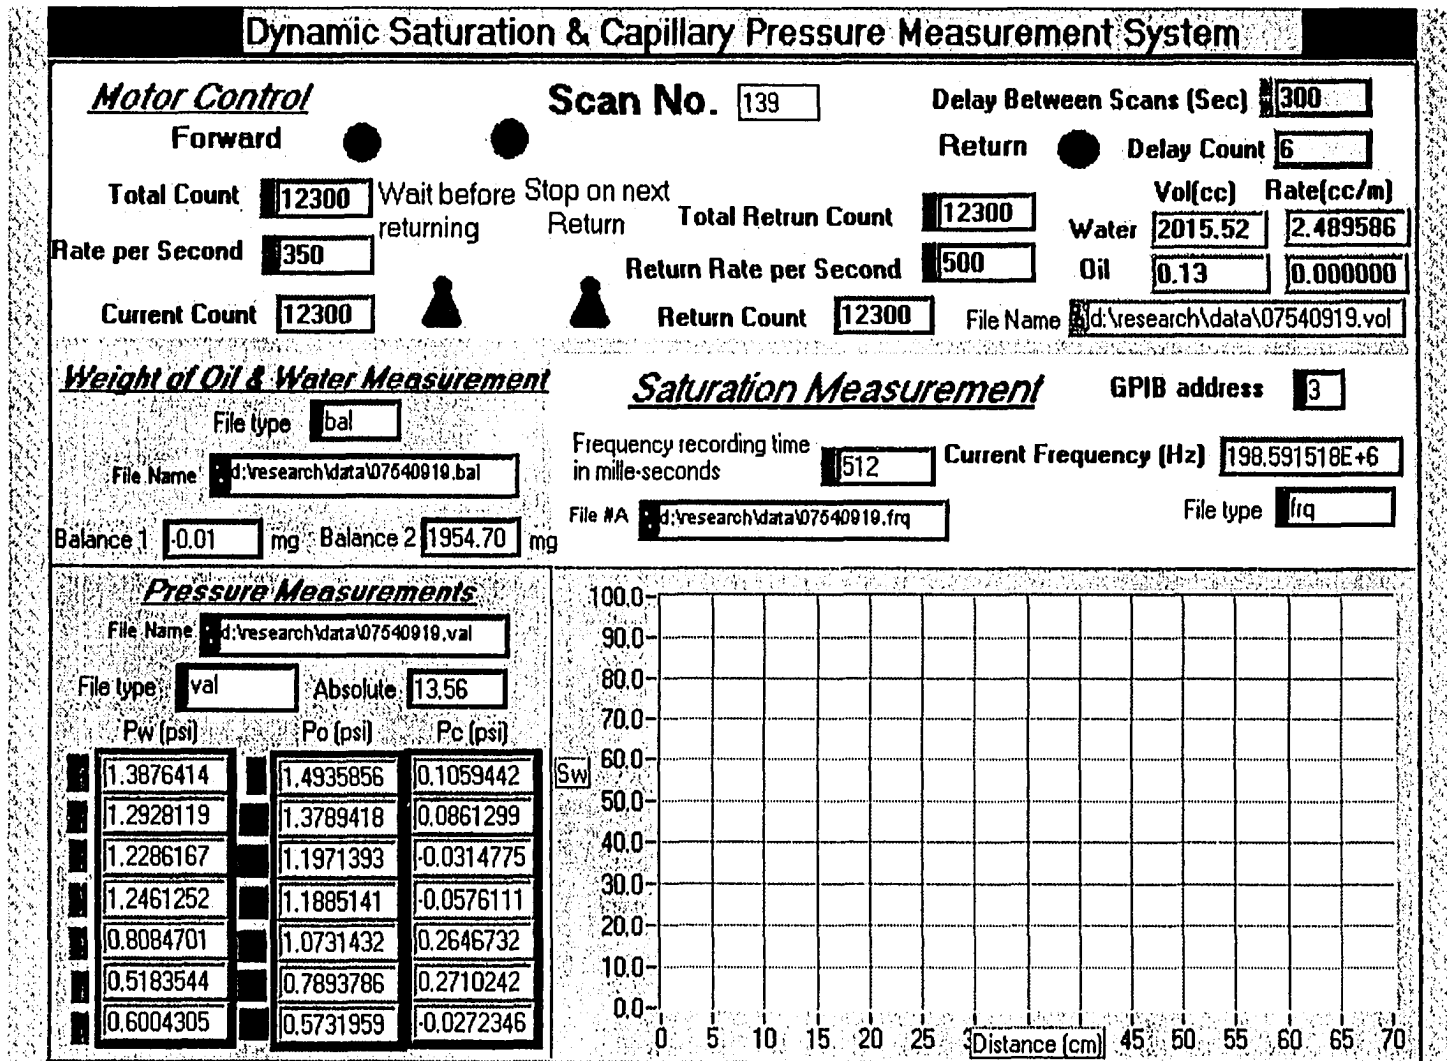 Dynamic Saturation & Capillary Pressure Measurement System
Motor Control
Scan No. 139
Delay Between Scans (Sec) 300
Forward
Return
Delay Count 6
Total Count 12300
Wait before returning
Stop on next Return
Total Retrun Count 12300
Vol(cc) Rate(cc/m)
Water 2015.52 2.489586
Rate per Second 350
Return Rate per Second 500
Oil 0.13 0.000000
Current Count 12300
Return Count 12300
File Name d:\research\data\07540919.vol
Weight of Oil & Water Measurement
File type bal
File Name d:\research\data\07540919.bal
Balance 1 -0.01 mg Balance 2 1954.70 mg
Saturation Measurement
GPIB address 3
Frequency recording time
in mille-seconds 512
Current Frequency (Hz) 198.591518E+6
File #A d:\research\data\07540919.frq
File type frq
Pressure Measurements
File Name d:\research\data\07540919.val
File type val Absolute 13.56
Pw (psi) Po (psi) Pc (psi)
1.3876414 1.4935856 0.1059442
1.2928119 1.3789418 0.0861299
1.2286167 1.1971393 -0.0314775
1.2461252 1.1885141 -0.0576111
0.8084701 1.0731432 0.2646732
0.5183544 0.7893786 0.2710242
0.6004305 0.5731959 -0.0272346
100.0
90.0
80.0
70.0
60.0
Sw
50.0
40.0
30.0
20.0
10.0
0.0
0 5 10 15 20 25 Distance (cm) 45 50 55 60 65 70